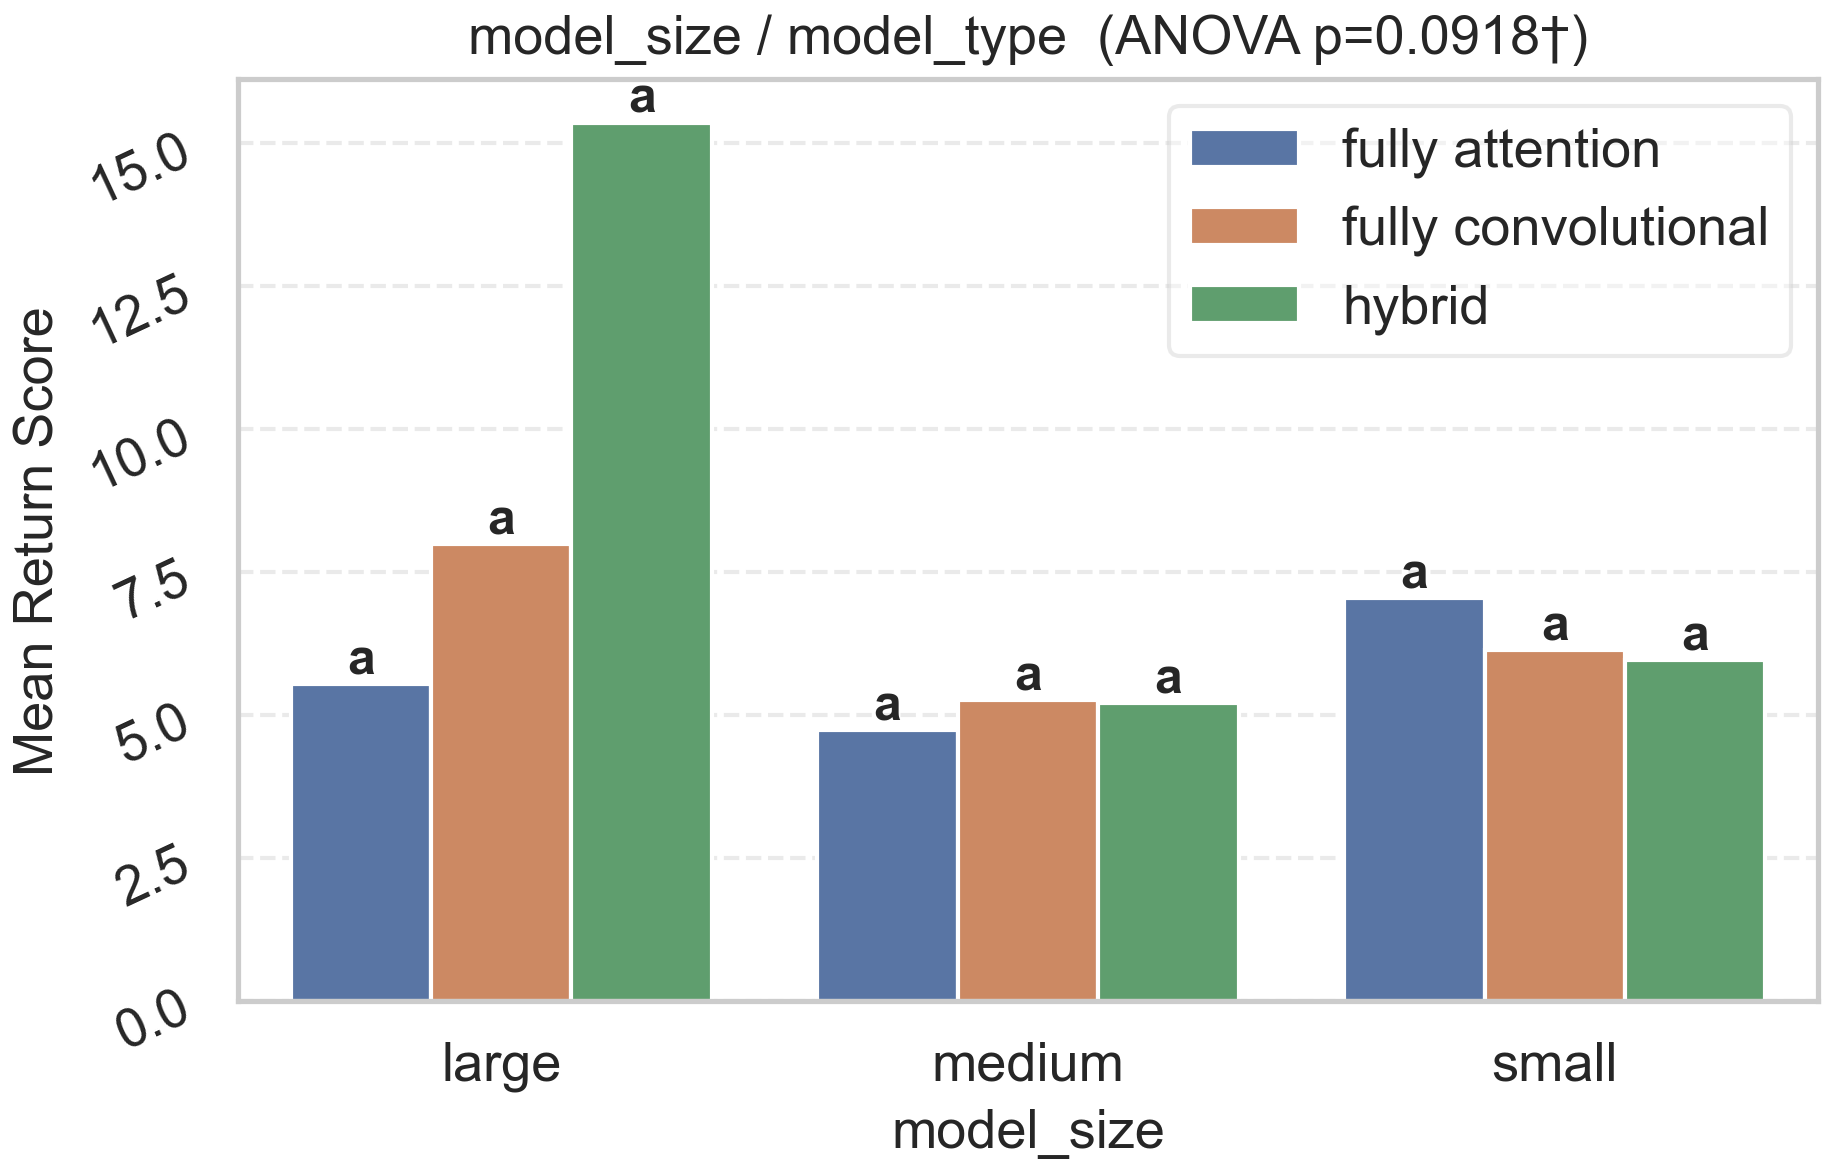 model_size / model_type  (ANOVA p=0.0918†)
Mean Return Score
15.0
12.5
10.0
7.5
5.0
2.5
0.0
a
a
a
a
a
a
a
a
a
fully attention
fully convolutional
hybrid
large
medium
small
model_size